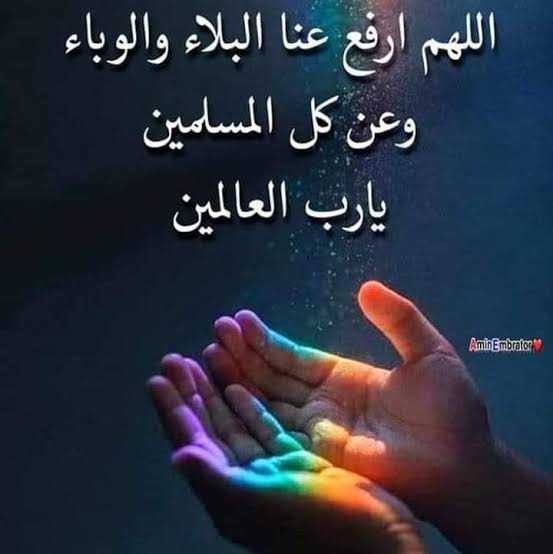 اللهم ارفع عنا البلاء والوباء
وعن كل المسلمين
يارب العالمين
AminEmbrator